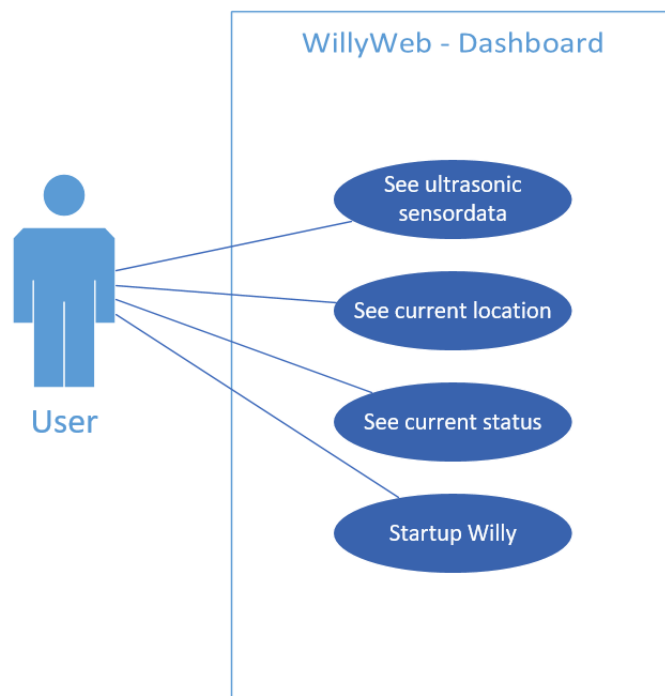 WillyWeb - Dashboard
See ultrasonic
sensordata
See current location
See current status
Startup Willy
User